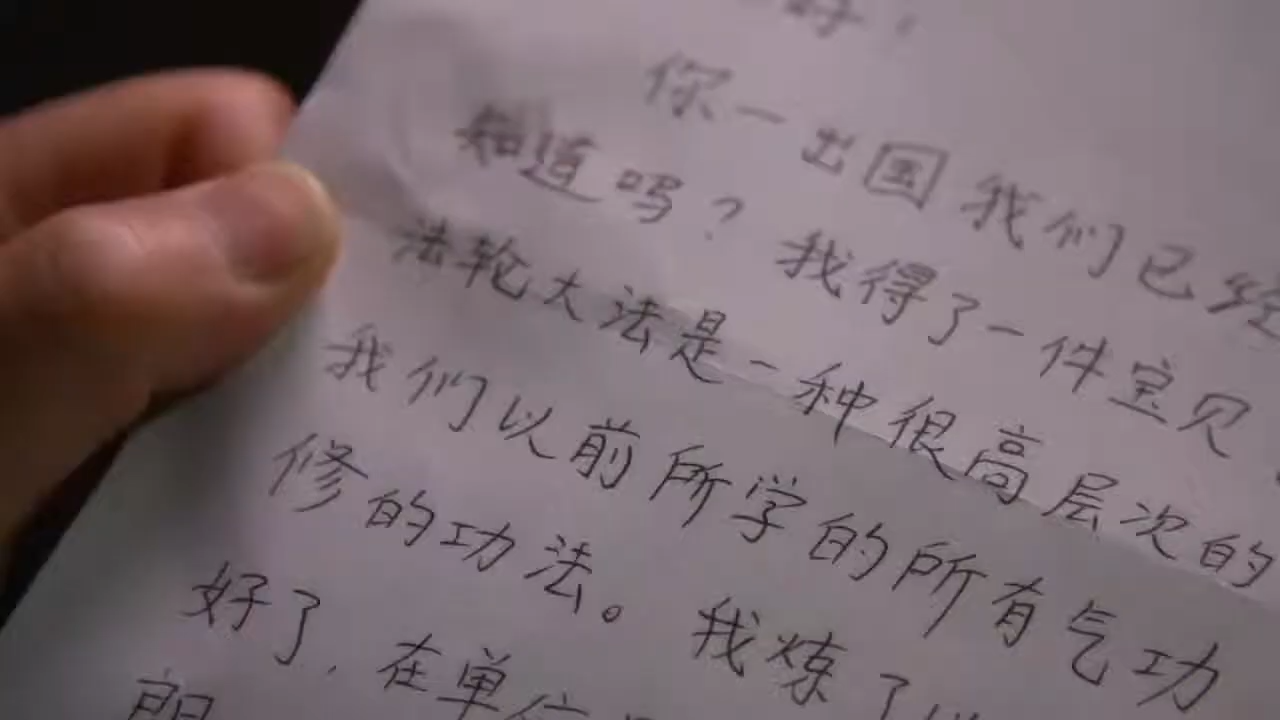 好！
你一出国我们已经
知道吗？我得了一件宝贝
法轮大法是一种很高层次的
我们以前所学的所有气功
修的功法。我炼了
好了，在单位